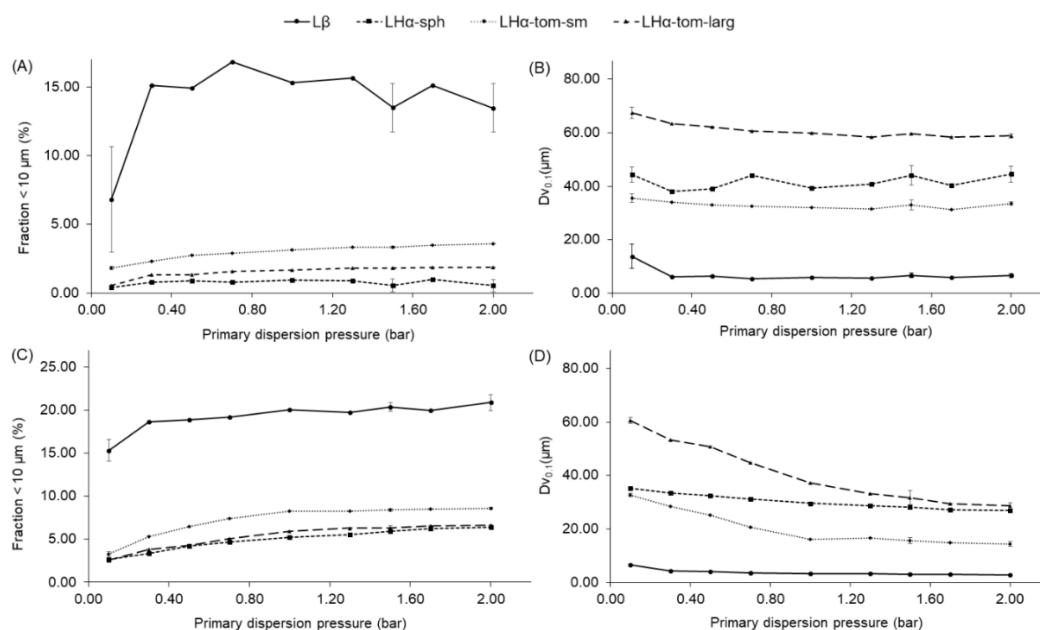 Lβ LHα-sph LHα-tom-sm LHα-tom-larg
(A)
Fraction < 10 µm (%)
15.00
10.00
5.00
0.00
0.00 0.40 0.80 1.20 1.60 2.00
Primary dispersion pressure (bar)
(B)
Dv0.1(µm)
80.00
60.00
40.00
20.00
0.00
0.00 0.40 0.80 1.20 1.60 2.00
Primary dispersion pressure (bar)
(C)
Fraction < 10 µm (%)
25.00
20.00
15.00
10.00
5.00
0.00
0.00 0.40 0.80 1.20 1.60 2.00
Primary dispersion pressure (bar)
(D)
Dv0.1(µm)
80.00
60.00
40.00
20.00
0.00
0.00 0.40 0.80 1.20 1.60 2.00
Primary dispersion pressure (bar)